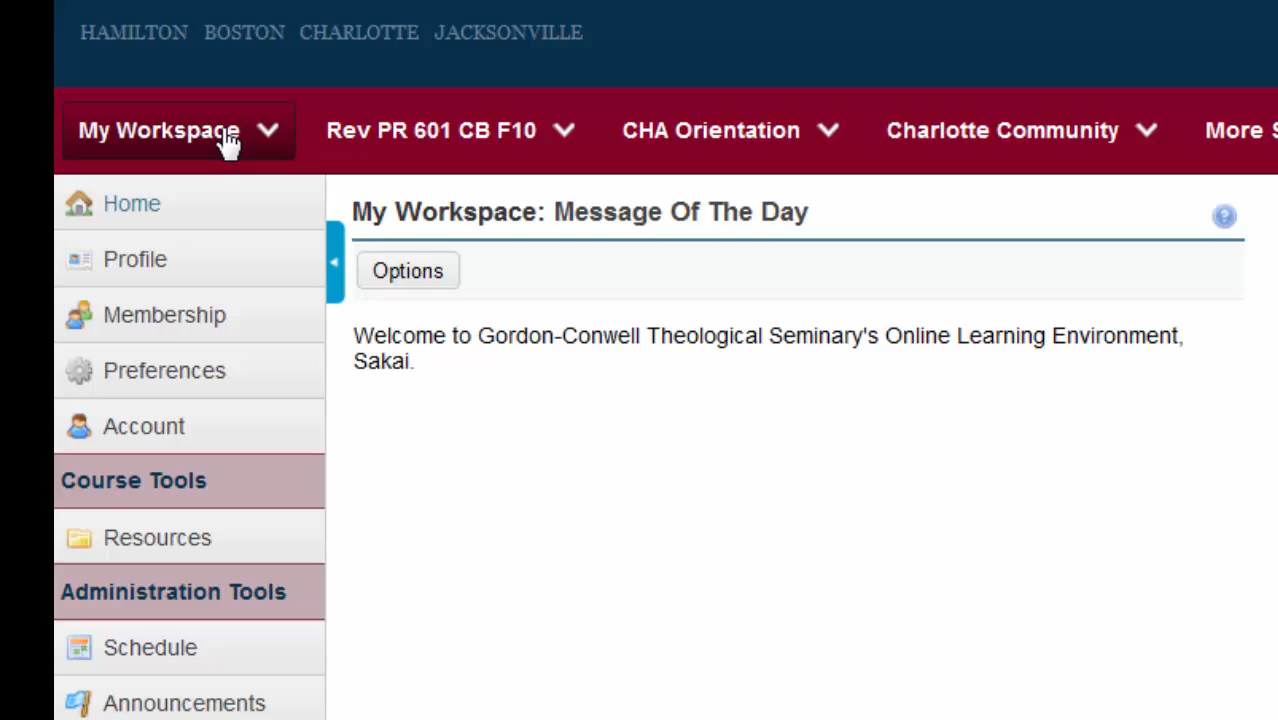 HAMILTON BOSTON CHARLOTTE JACKSONVILLE
My Workspace Rev PR 601 CB F10 CHA Orientation Charlotte Community More
Home
Profile
Membership
Preferences
Account
Course Tools
Resources
Administration Tools
Schedule
Announcements
My Workspace: Message Of The Day
Options
Welcome to Gordon-Conwell Theological Seminary's Online Learning Environment,
Sakai.